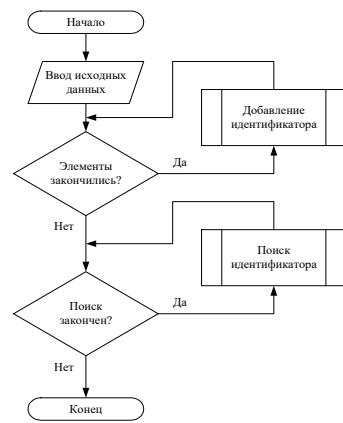 Начало
Ввод исходных
данных
Добавление
идентификатора
Элементы
закончились?
Да
Нет
Поиск
идентификатора
Поиск
закончен?
Да
Нет
Конец